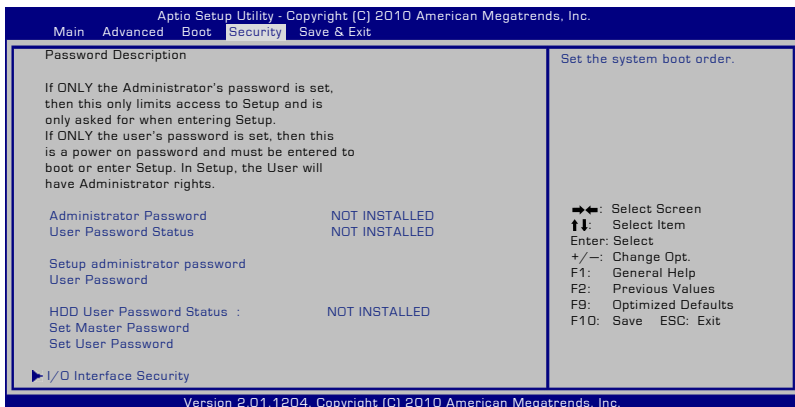 Aptio Setup Utility - Copyright (C) 2010 American Megatrends, Inc.
Main Advanced Boot Security Save & Exit
Password Description
If ONLY the Administrator's password is set,
then this only limits access to Setup and is
only asked for when entering Setup.
If ONLY the user's password is set, then this
is a power on password and must be entered to
boot or enter Setup. In Setup, the User will
have Administrator rights.
Administrator Password NOT INSTALLED
User Password Status NOT INSTALLED
Setup administrator password
User Password
HDD User Password Status : NOT INSTALLED
Set Master Password
Set User Password
I/O Interface Security
Set the system boot order.
→←: Select Screen
↑↓: Select Item
Enter: Select
+/—: Change Opt.
F1: General Help
F2: Previous Values
F9: Optimized Defaults
F10: Save ESC: Exit
Version 2.01.1204. Copyright (C) 2010 American Megatrends, Inc.